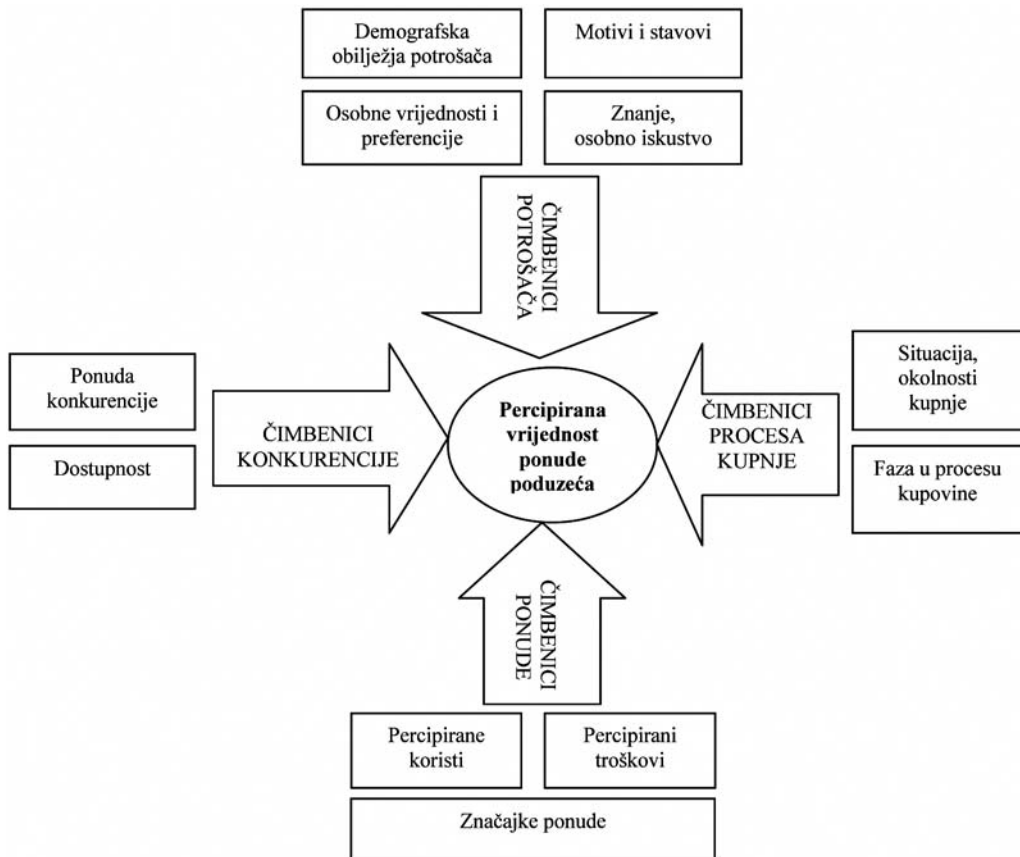 Demografska
obilježja potrošača
Motivi i stavovi
Osobne vrijednosti i
preferencije
Znanje,
osobno iskustvo
ČIMBENICI
POTROŠAČA
Ponuda
konkurencije
Dostupnost
ČIMBENICI
KONKURENCIJE
Percipirana
vrijednost
ponude
poduzeća
ČIMBENICI
PROCESA
KUPNJE
Situacija,
okolnosti
kupnje
Faza u procesu
kupovine
ČIMBENICI
PONUDE
Percipirane
koristi
Percipirani
troškovi
Značajke ponude